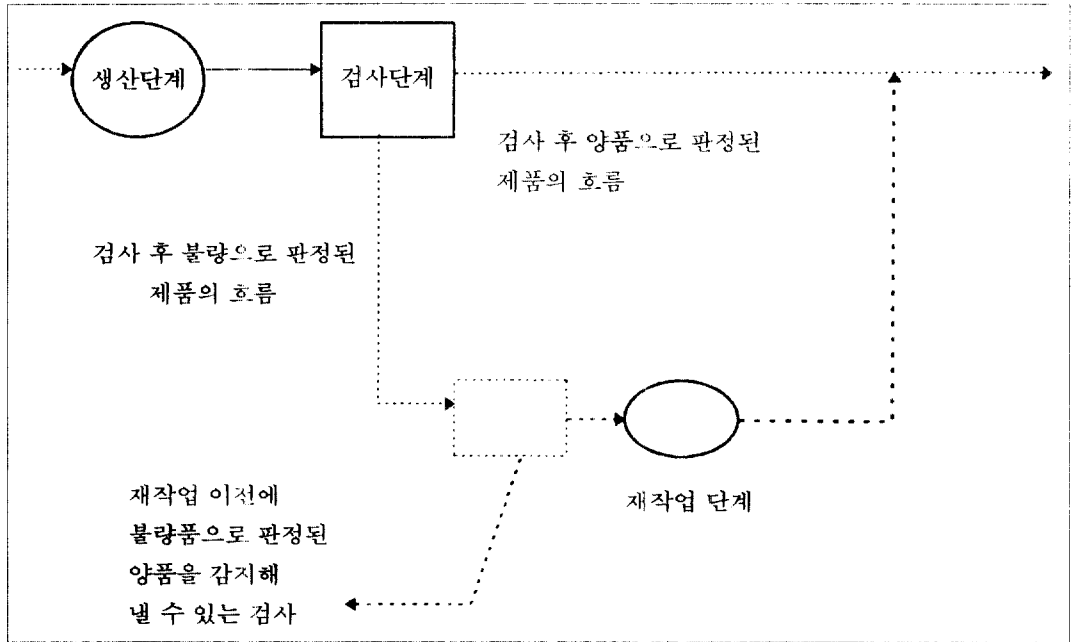 생산단계
검사단계
검사 후 양품으로 판정된
제품의 흐름
검사 후 불량으로 판정된
제품의 흐름
재작업 단계
재작업 이전에
불량품으로 판정된
양품을 감지해
낼 수 있는 검사